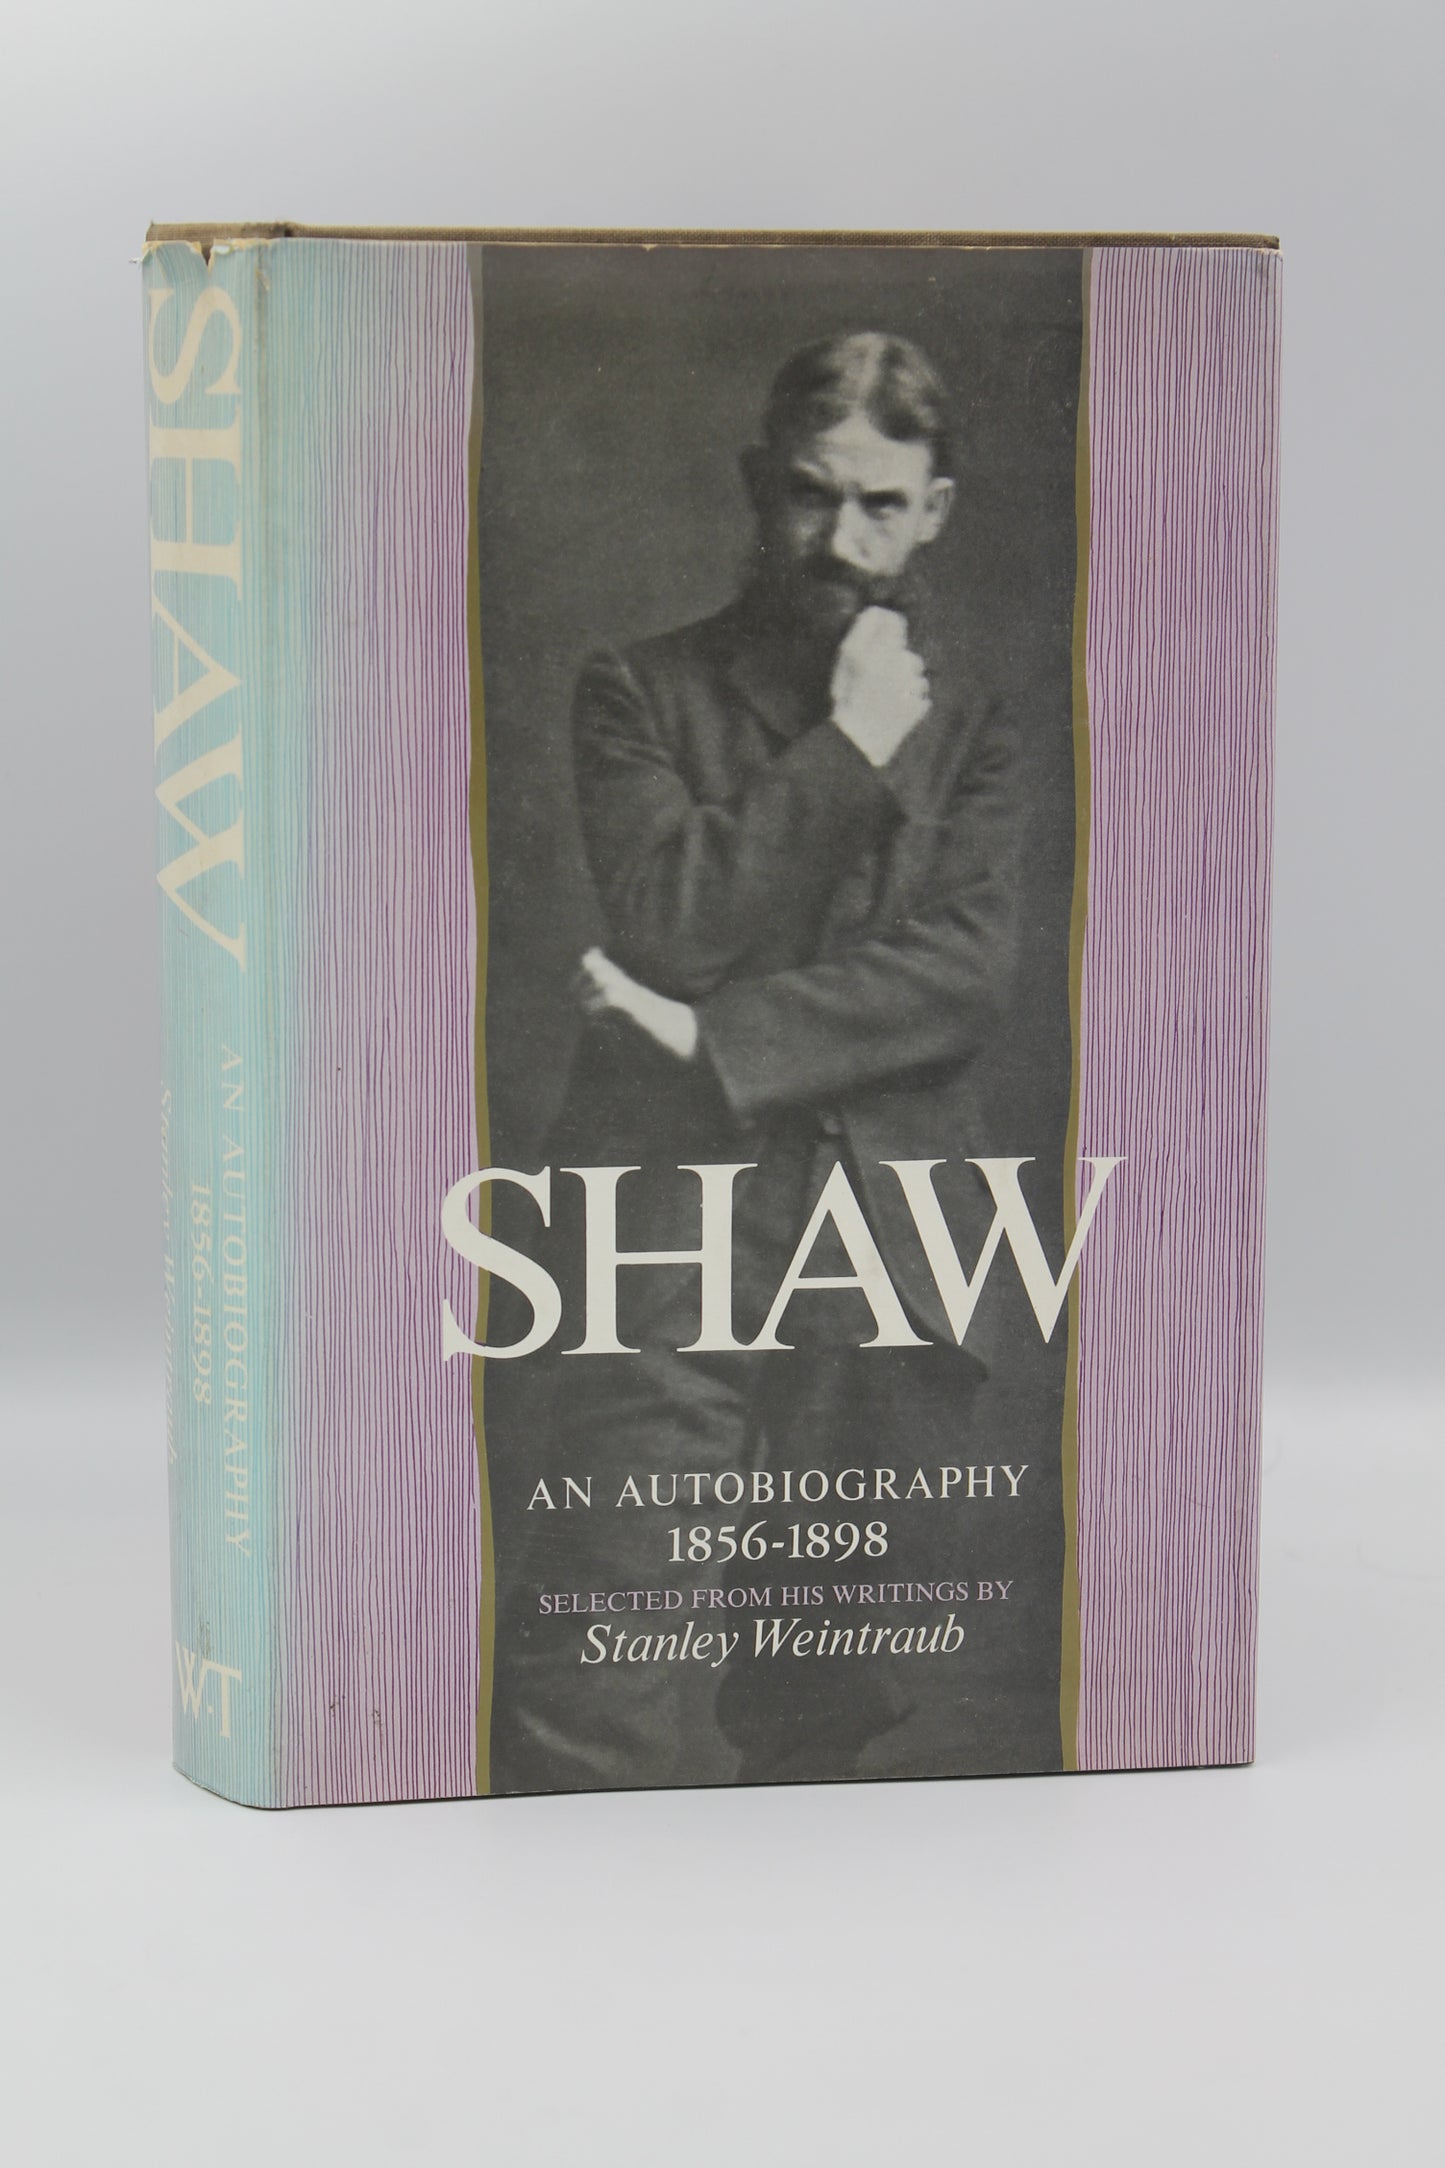 SHAW
AN AUTOBIOGRAPHY
1856-1898
Stanley Weintraub
W·T
SHAW
AN AUTOBIOGRAPHY
1856-1898
SELECTED FROM HIS WRITINGS BY
Stanley Weintraub